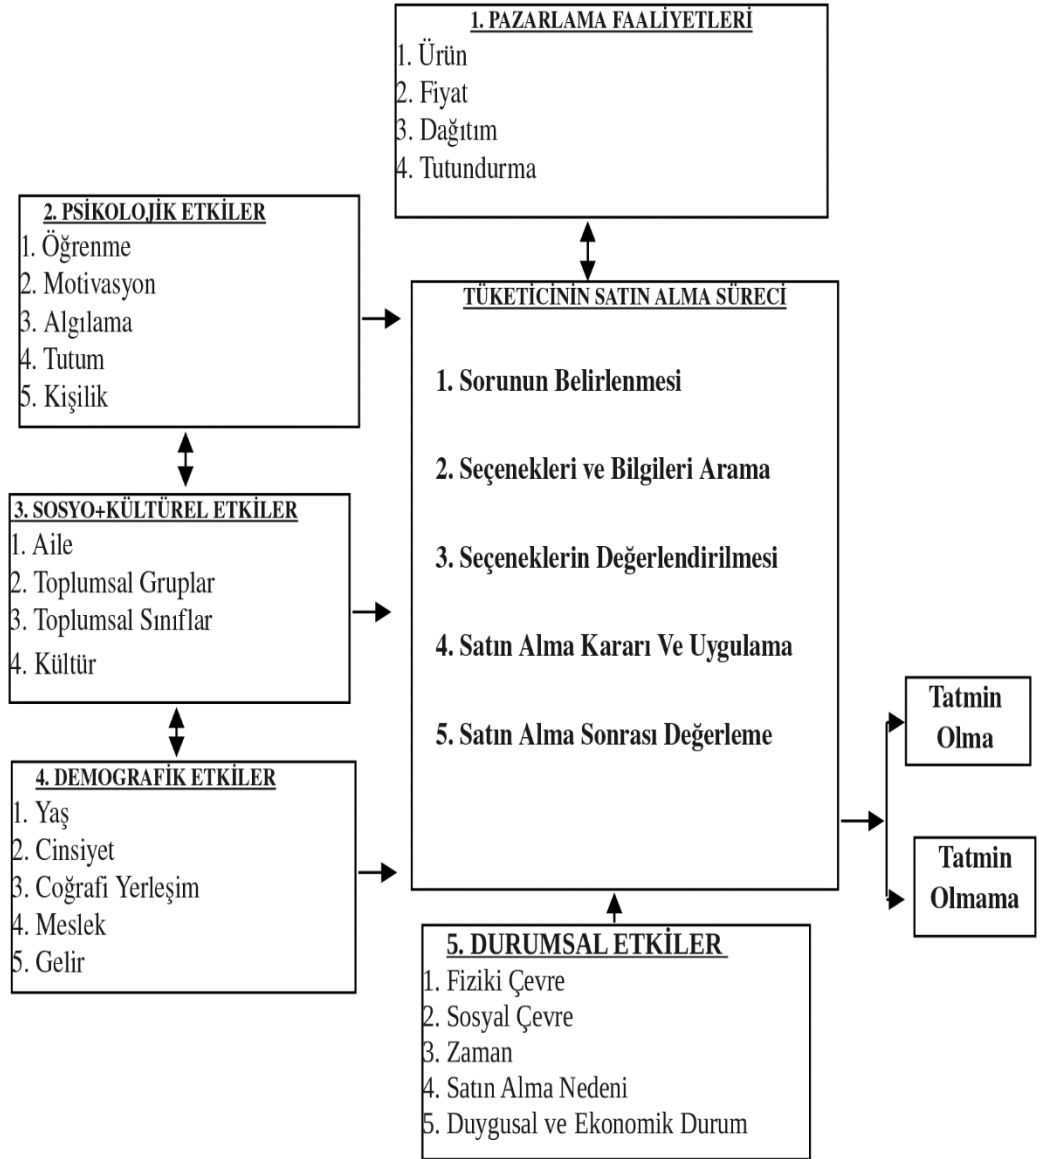 1. PAZARLAMA FAALİYETLERİ
1. Ürün
2. Fiyat
3. Dağıtım
4. Tutundurma
2. PSİKOLOJİK ETKİLER
1. Öğrenme
2. Motivasyon
3. Algılama
4. Tutum
5. Kişilik
3. SOSYO+KÜLTÜREL ETKİLER
1. Aile
2. Toplumsal Gruplar
3. Toplumsal Sınıflar
4. Kültür
4. DEMOGRAFİK ETKİLER
1. Yaş
2. Cinsiyet
3. Coğrafi Yerleşim
4. Meslek
5. Gelir
TÜKETİCİNİN SATIN ALMA SÜRECİ
1. Sorunun Belirlenmesi
2. Seçenekleri ve Bilgileri Arama
3. Seçeneklerin Değerlendirilmesi
4. Satın Alma Kararı Ve Uygulama
5. Satın Alma Sonrası Değerleme
5. DURUMSAL ETKİLER
1. Fiziki Çevre
2. Sosyal Çevre
3. Zaman
4. Satın Alma Nedeni
5. Duygusal ve Ekonomik Durum
Tatmin
Olma
Tatmin
Olmama